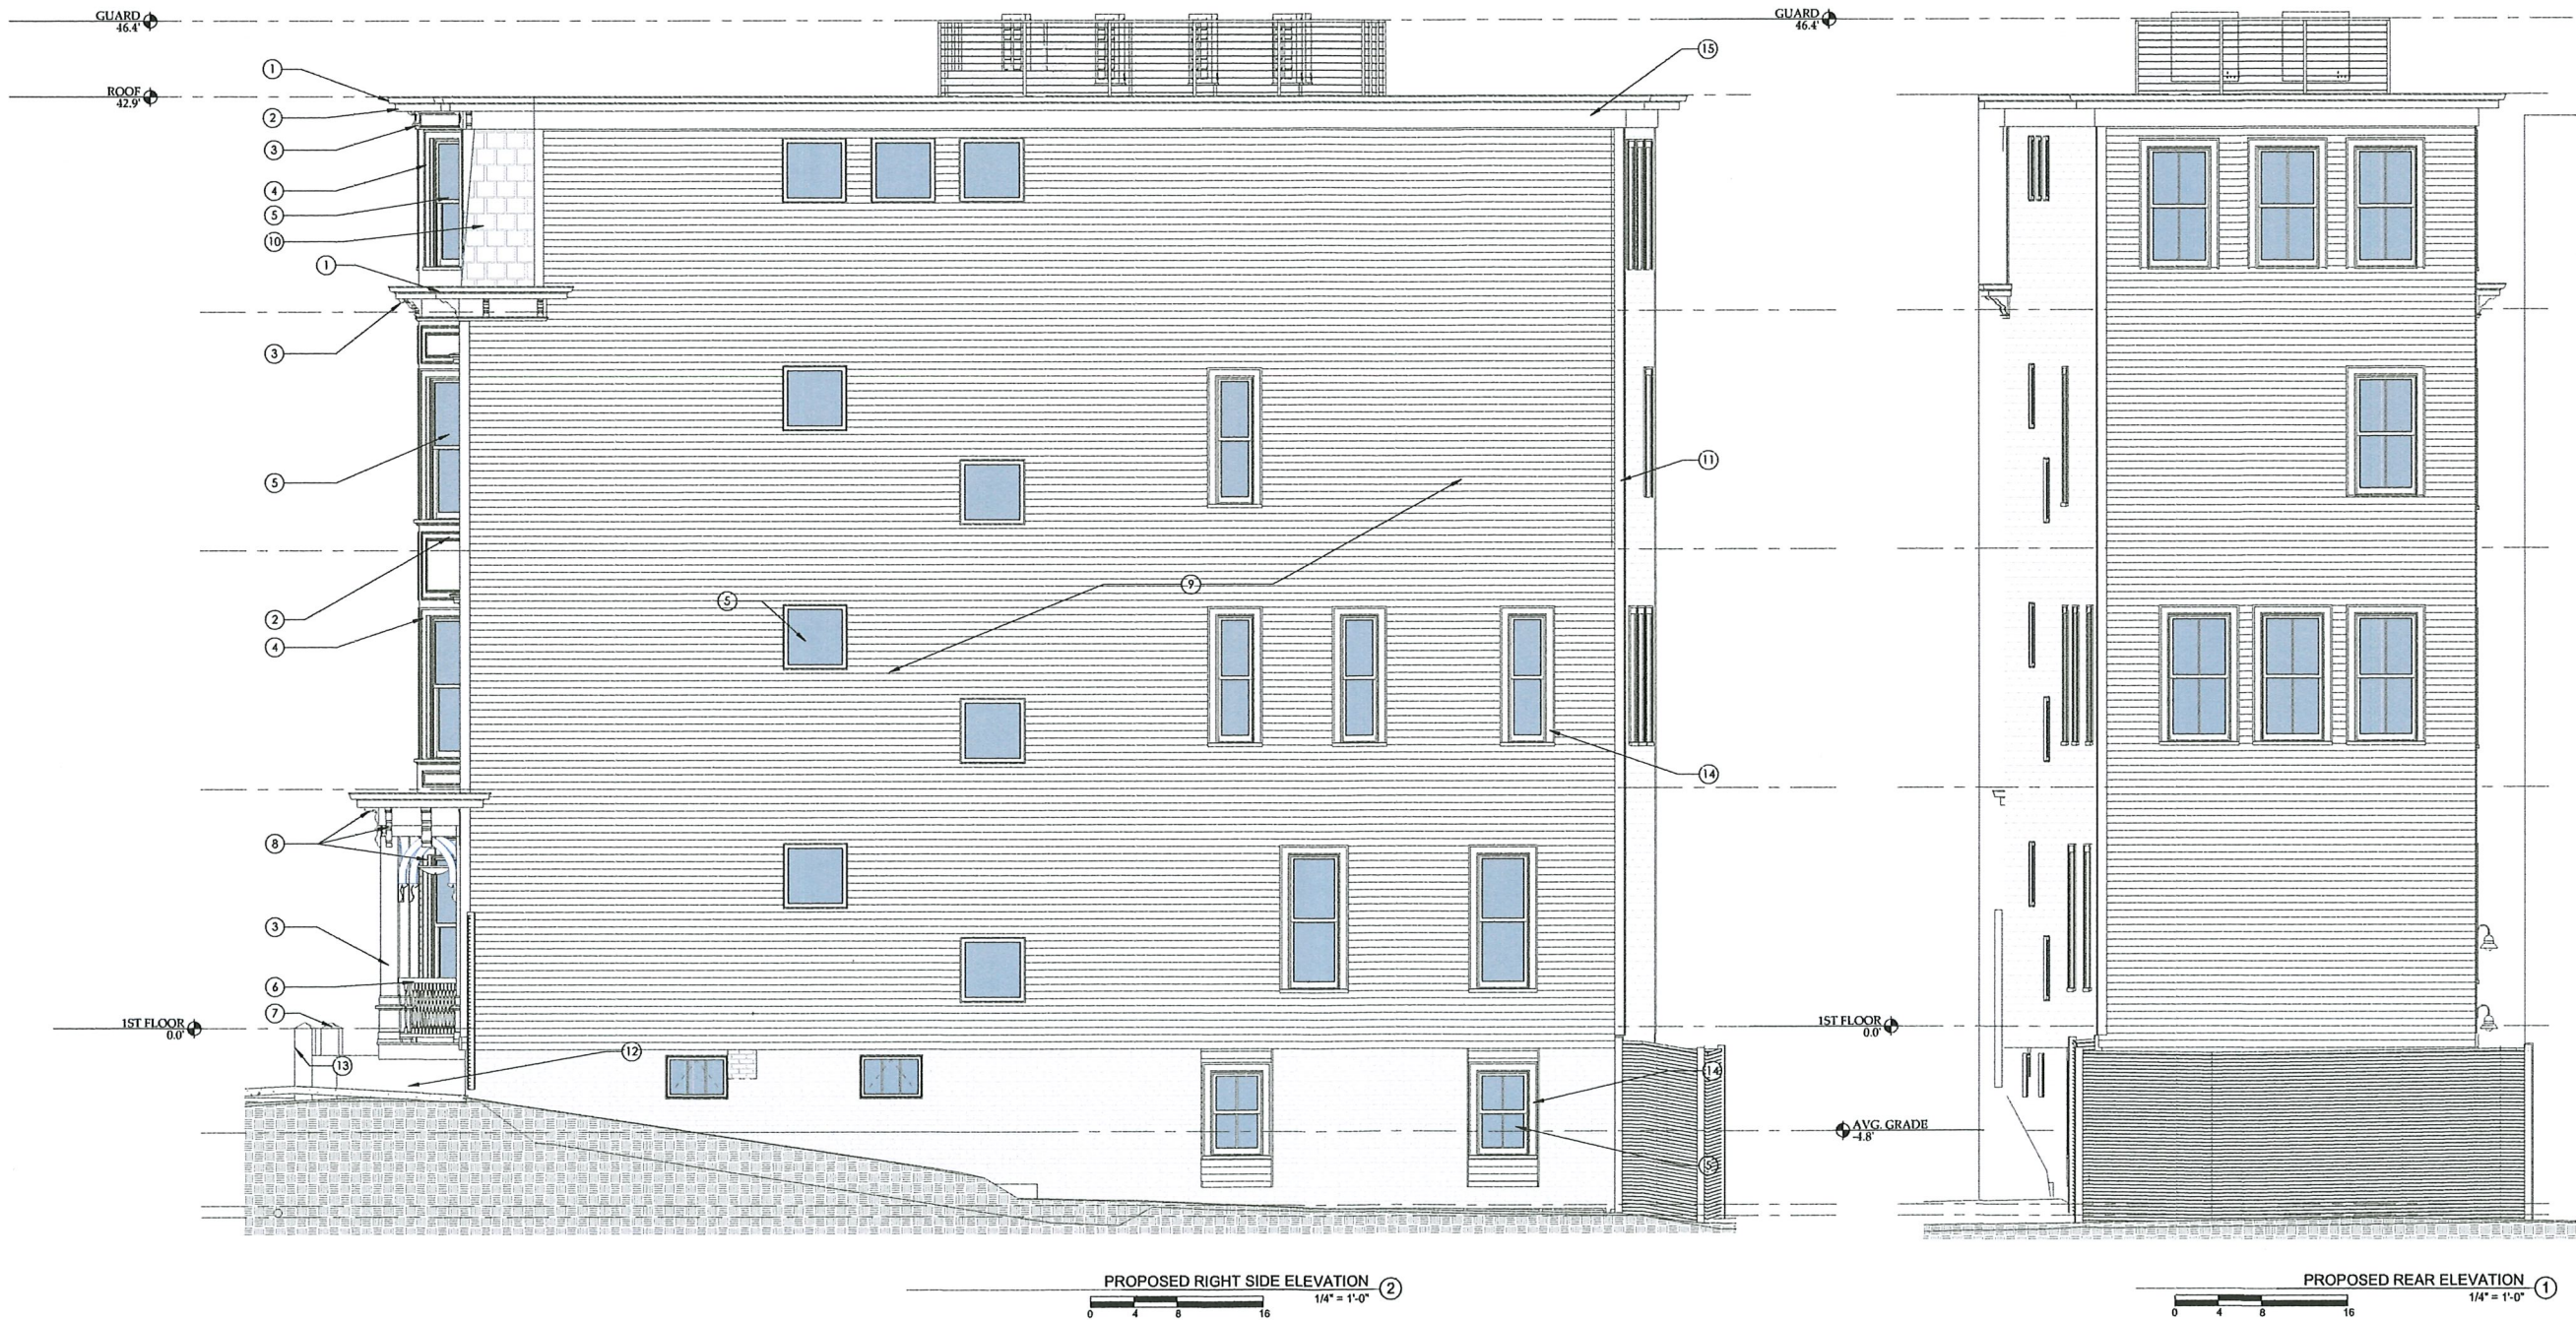 GUARD
46.4'
GUARD
46.4'
15
1
ROOF
42.9'
2
3
4
5
10
1
3
11
5
9
5
2
4
14
8
3
6
7
1ST FLOOR
0.0'
1ST FLOOR
0.0'
12
13
14
AVG. GRADE
-4.8'
5
PROPOSED RIGHT SIDE ELEVATION 2
1/4" = 1'-0"
0 4 8 16
PROPOSED REAR ELEVATION 1
1/4" = 1'-0"
0 4 8 16